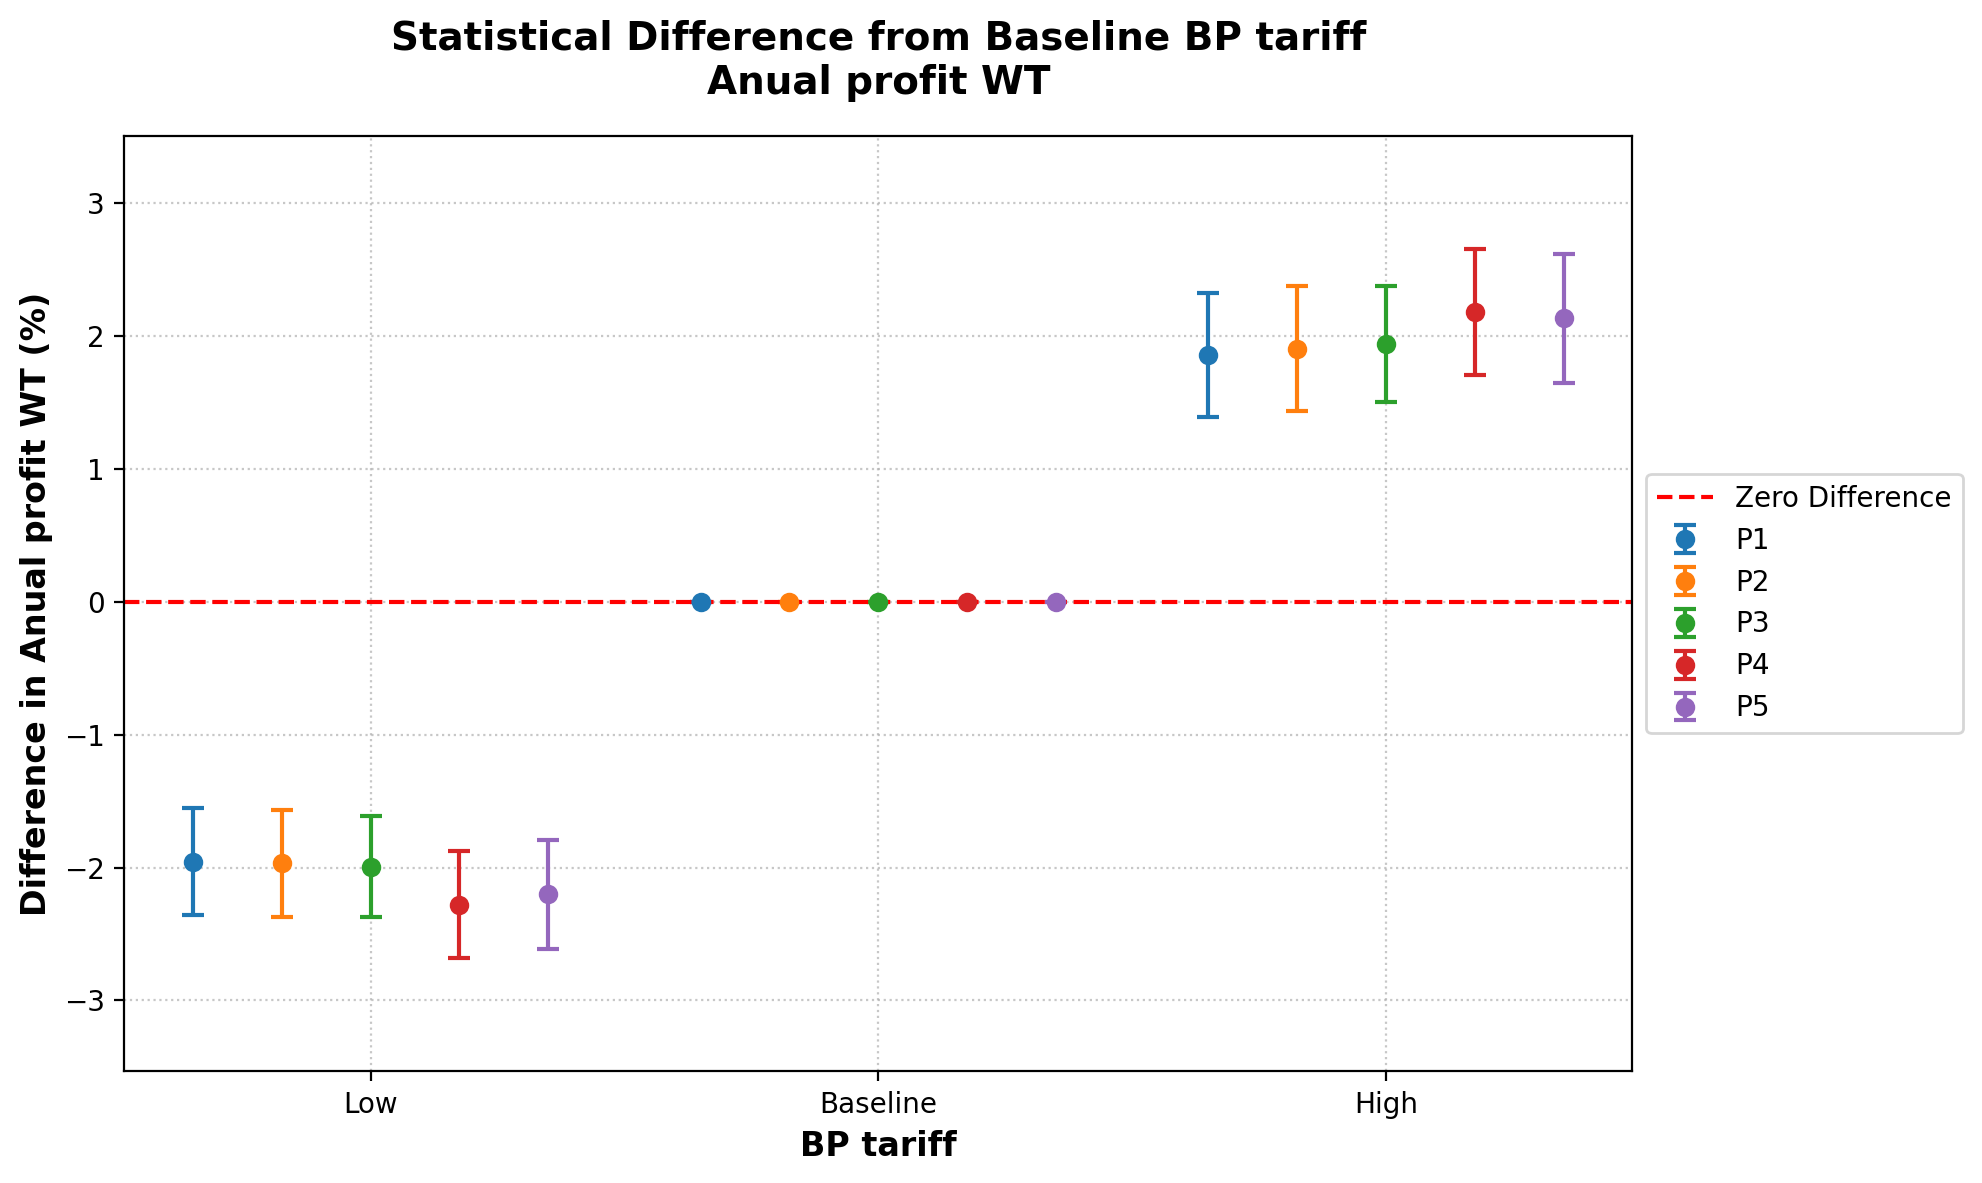 Statistical Difference from Baseline BP tariff
Anual profit WT
Difference in Anual profit WT (%)
3
2
1
0
−1
−2
−3
Low
Baseline
High
BP tariff
Zero Difference
P1
P2
P3
P4
P5